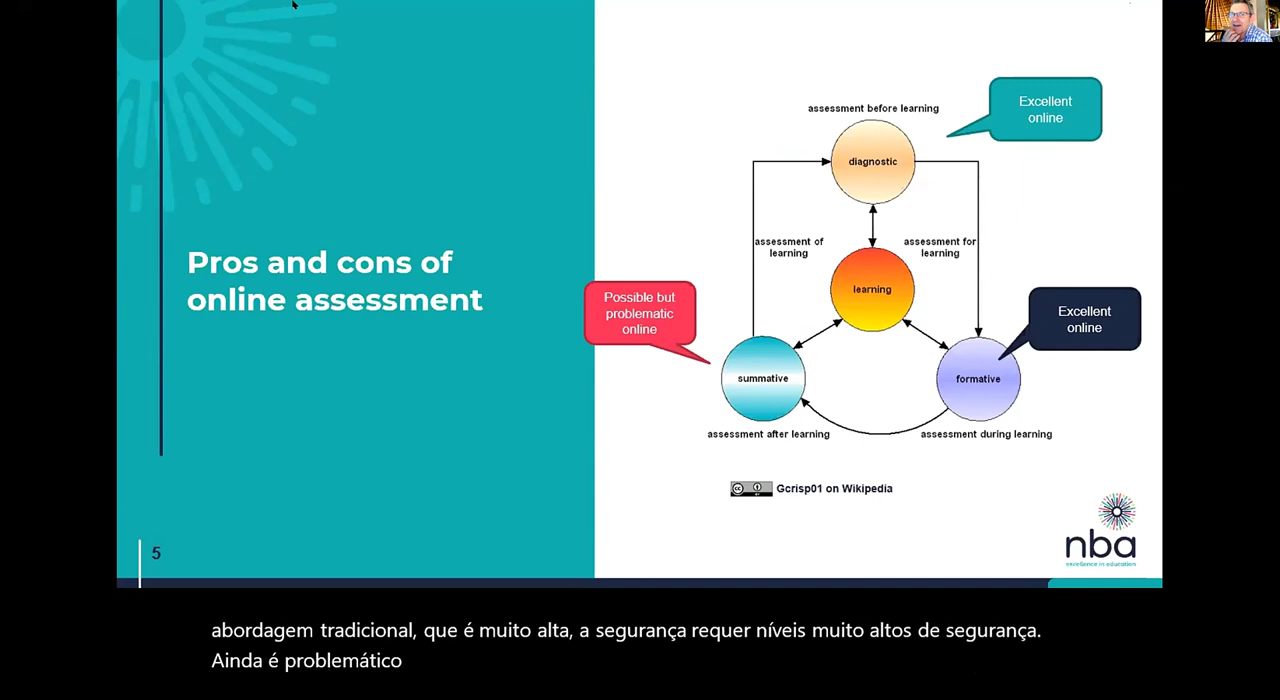 Pros and cons of
online assessment
5
assessment before learning
Excellent
online
diagnostic
assessment of
learning
assessment for
learning
learning
Possible but
problematic
online
Excellent
online
summative
formative
assessment after learning
assessment during learning
cc
BY
Gcrisp01 on Wikipedia
nba
excellence in education
abordagem tradicional, que é muito alta, a segurança requer níveis muito altos de segurança.
Ainda é problemático